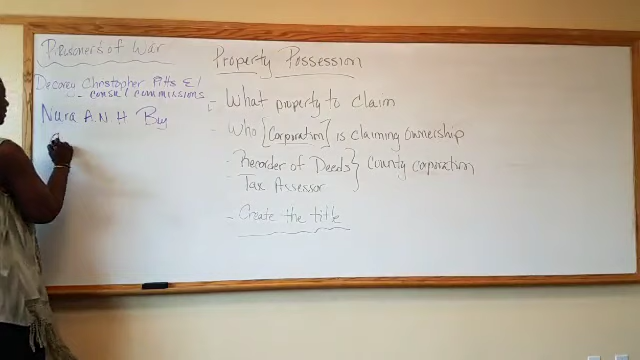 Prisoners of War
Decorey Christopher Pitts El
- consul commissions
Nura A.N H Bey
Property Possession
- What property to claim
- Who [Corporation] is claiming ownership
- Recorder of Deeds } County corporation
- Tax Assessor
- Create the title